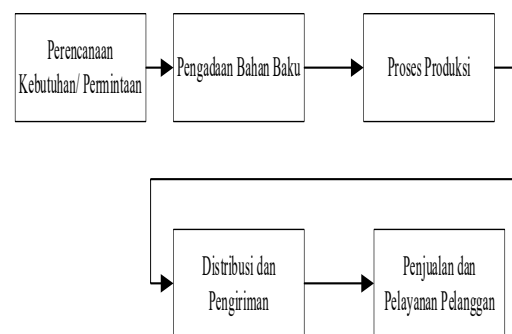 Perencanaan
Kebutuhan/ Permintaan
Pengadaan Bahan Baku
Proses Produksi
Distribusi dan
Pengiriman
Penjualan dan
Pelayanan Pelanggan